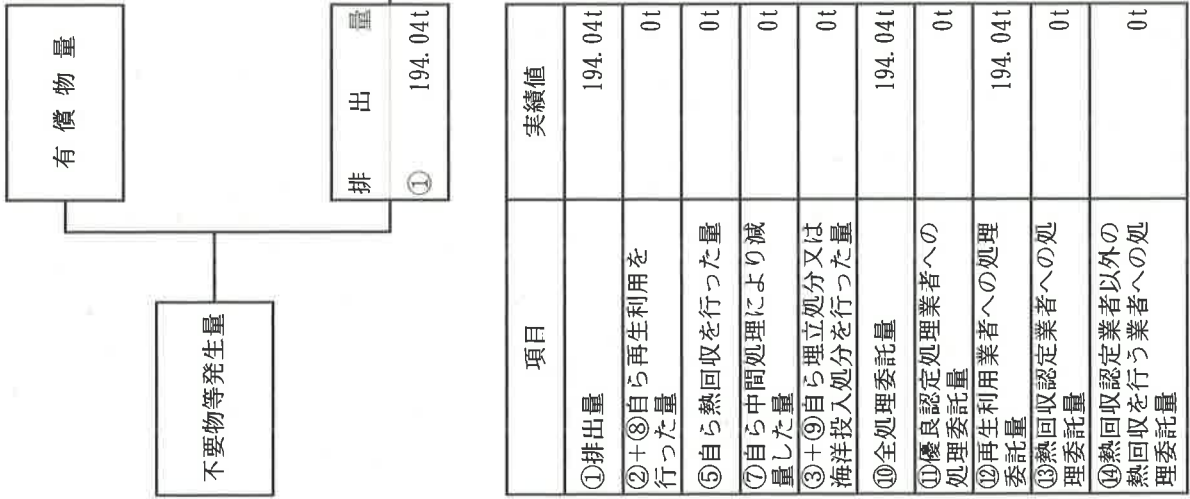 有償物量
排出量
① 194.04t
不要物等発生量
項目 実績値
①排出量 194.04t
②+⑧自ら再生利用を
行った量 0t
⑤自ら熱回収を行った量 0t
⑦自ら中間処理により減
量した量 0t
③+⑨自ら埋立処分又は
海洋投入処分を行った量 0t
⑩全処理委託量 194.04t
⑪優良認定処理業者への
処理委託量 0t
⑫再生利用業者への処理
委託量 194.04t
⑬熱回収認定業者への処
理委託量 0t
⑭熱回収認定業者以外の
熱回収を行う業者への処
理委託量 0t